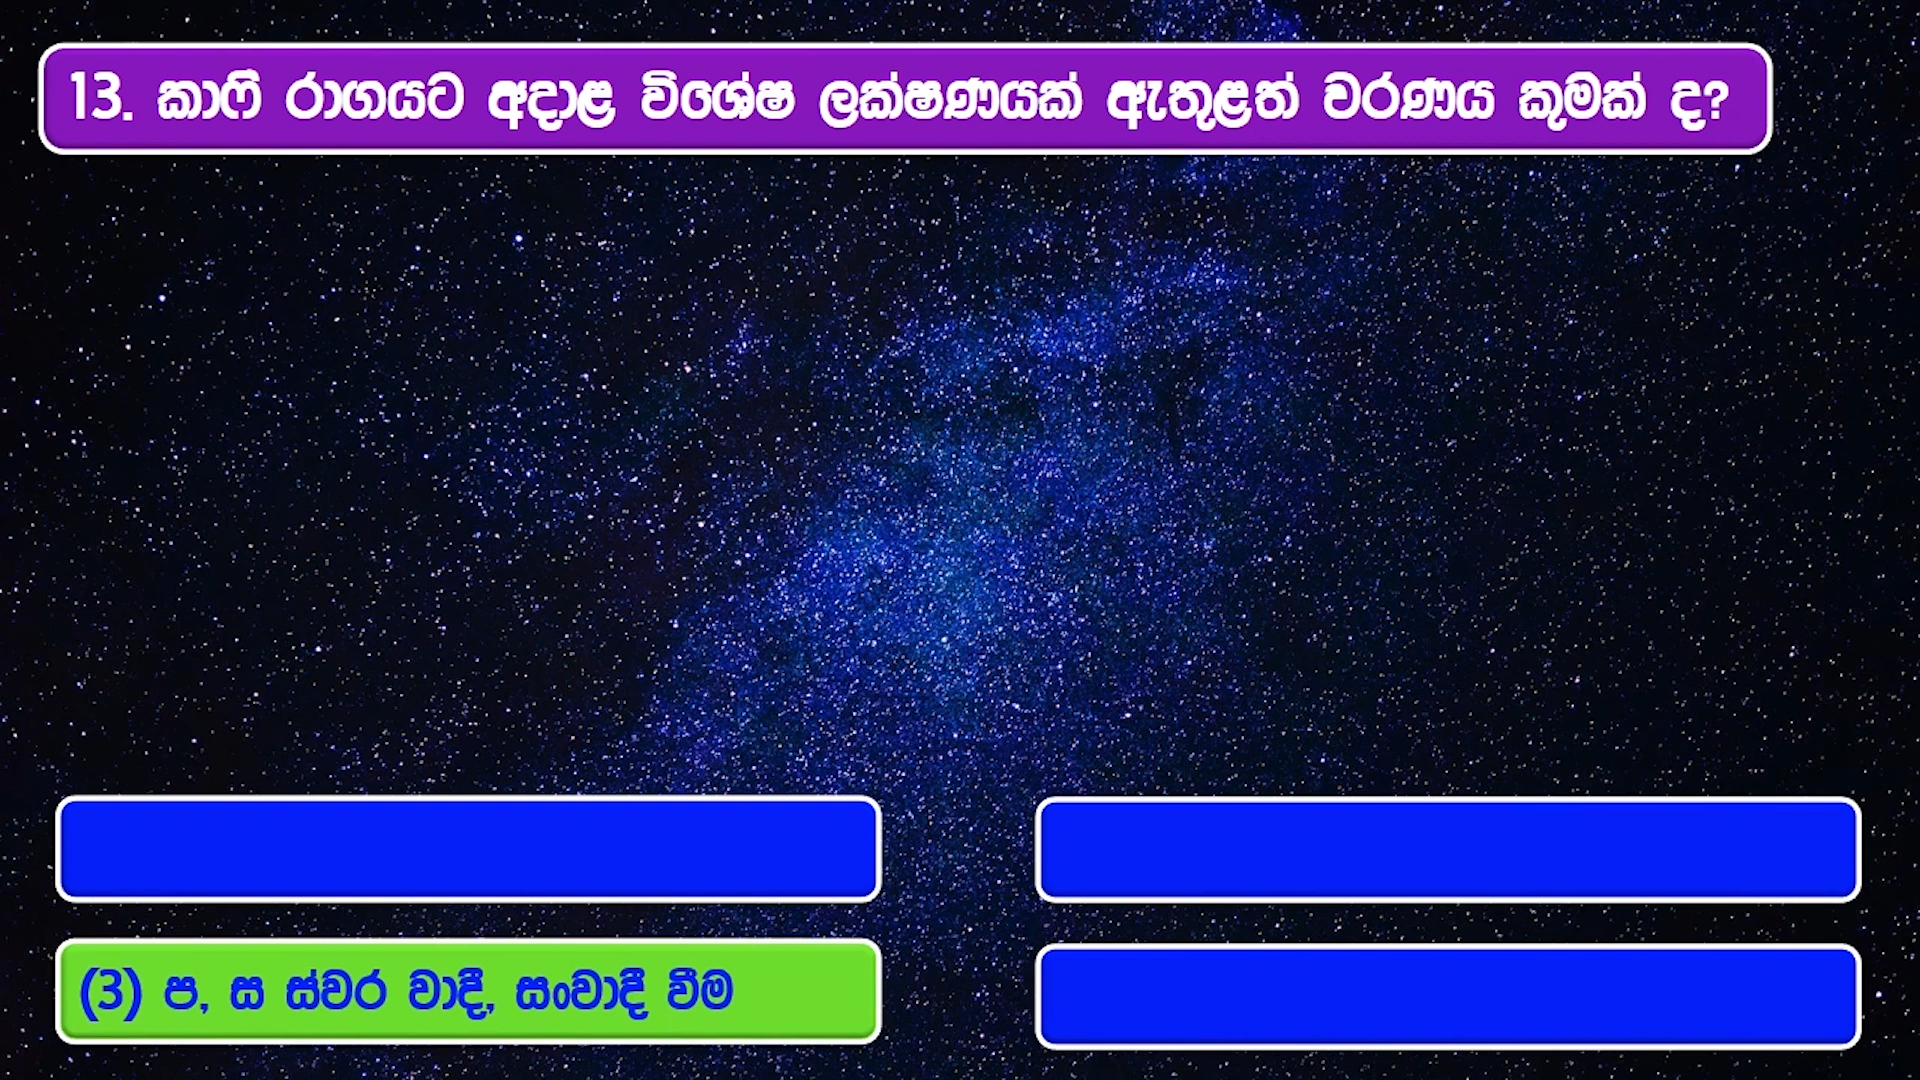 13. කාෆි රාගයට අදාළ විශේෂ ලක්ෂණයක් ඇතුළත් වරණය කුමක් ද?
(3) ප, ස ස්වර වාදී, සංවාදී වීම